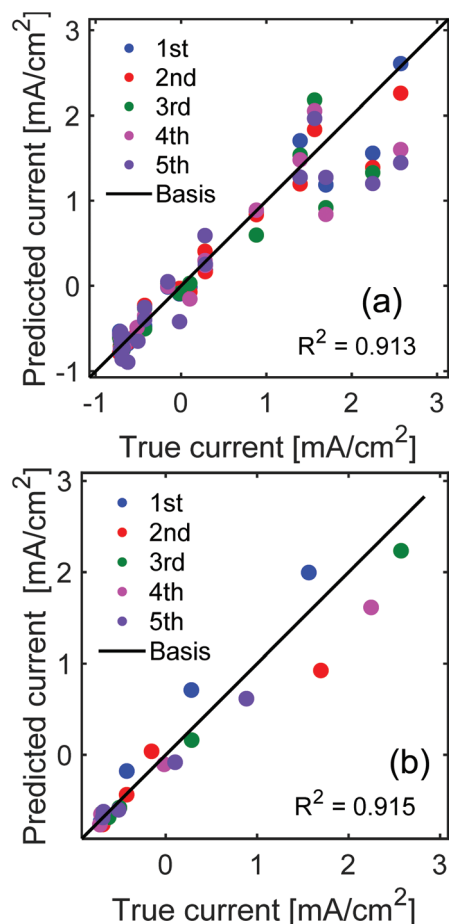 3
2
1
0
-1
Prediccted current [mA/cm²]
1st
2nd
3rd
4th
5th
Basis
(a)
R² = 0.913
-1 0 1 2 3
True current [mA/cm²]
3
2
1
0
Predicted current [mA/cm²]
1st
2nd
3rd
4th
5th
Basis
(b)
R² = 0.915
0 1 2 3
True current [mA/cm²]